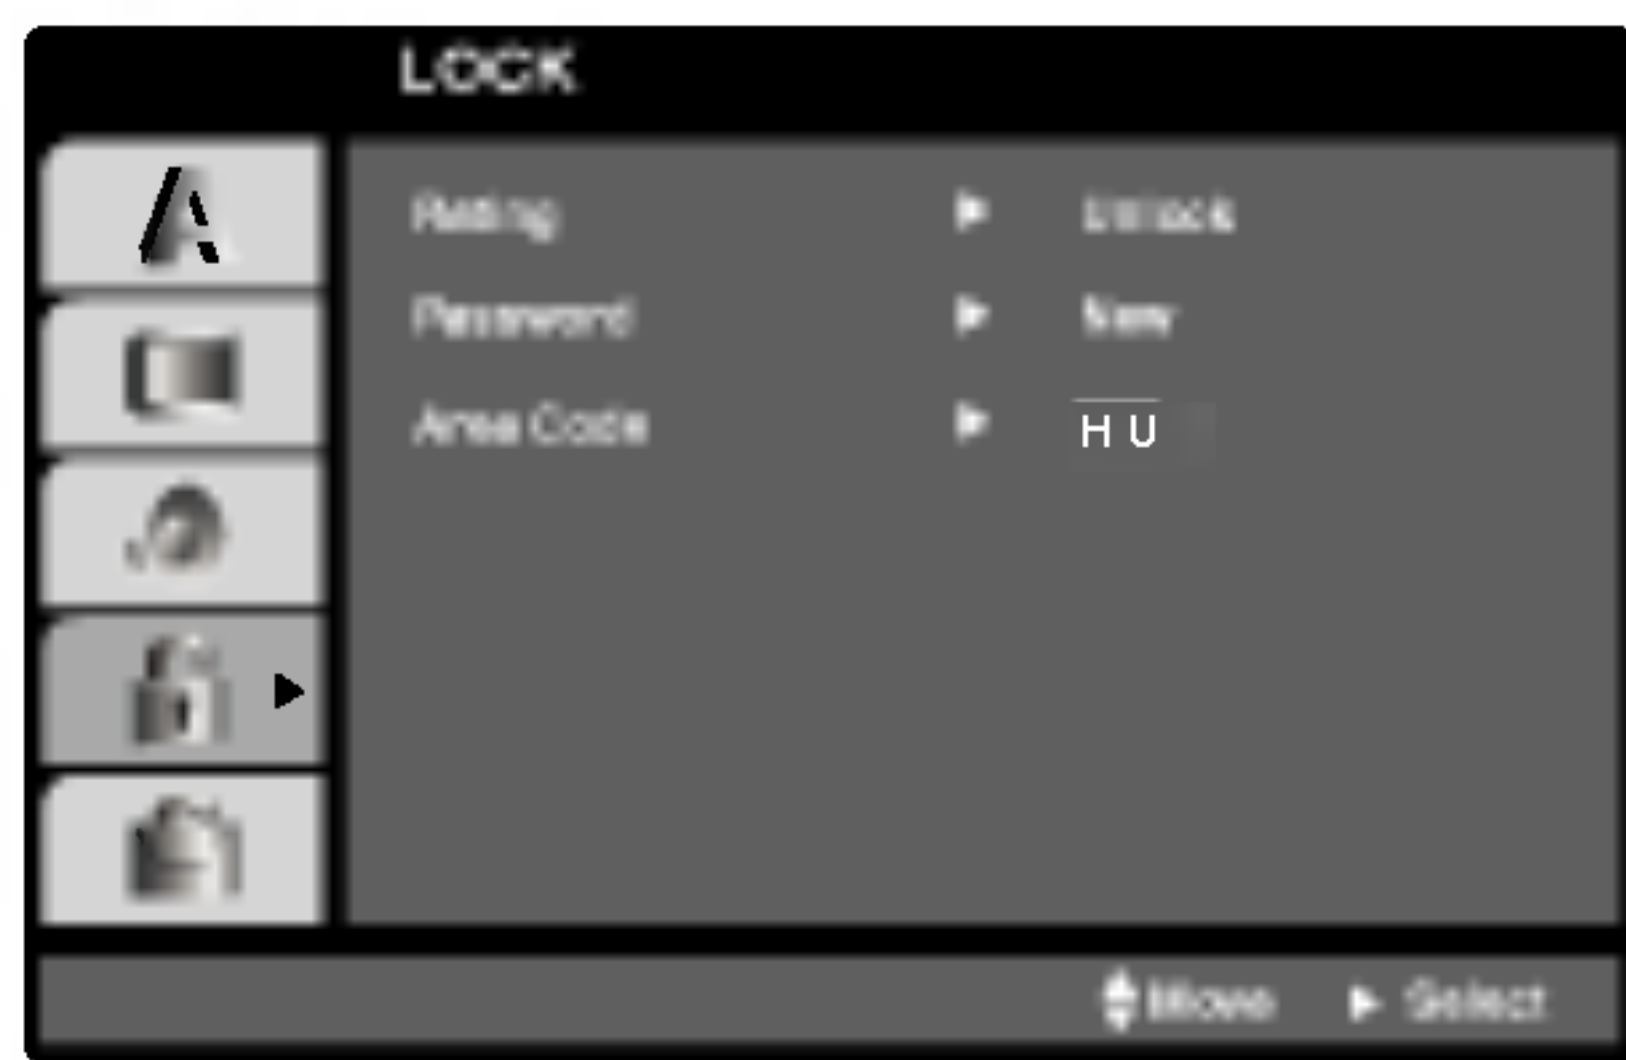 LOCK
Rating ▶ Unlock
Password ▶ New
Area Code ▶ H U
Move ▶ Select